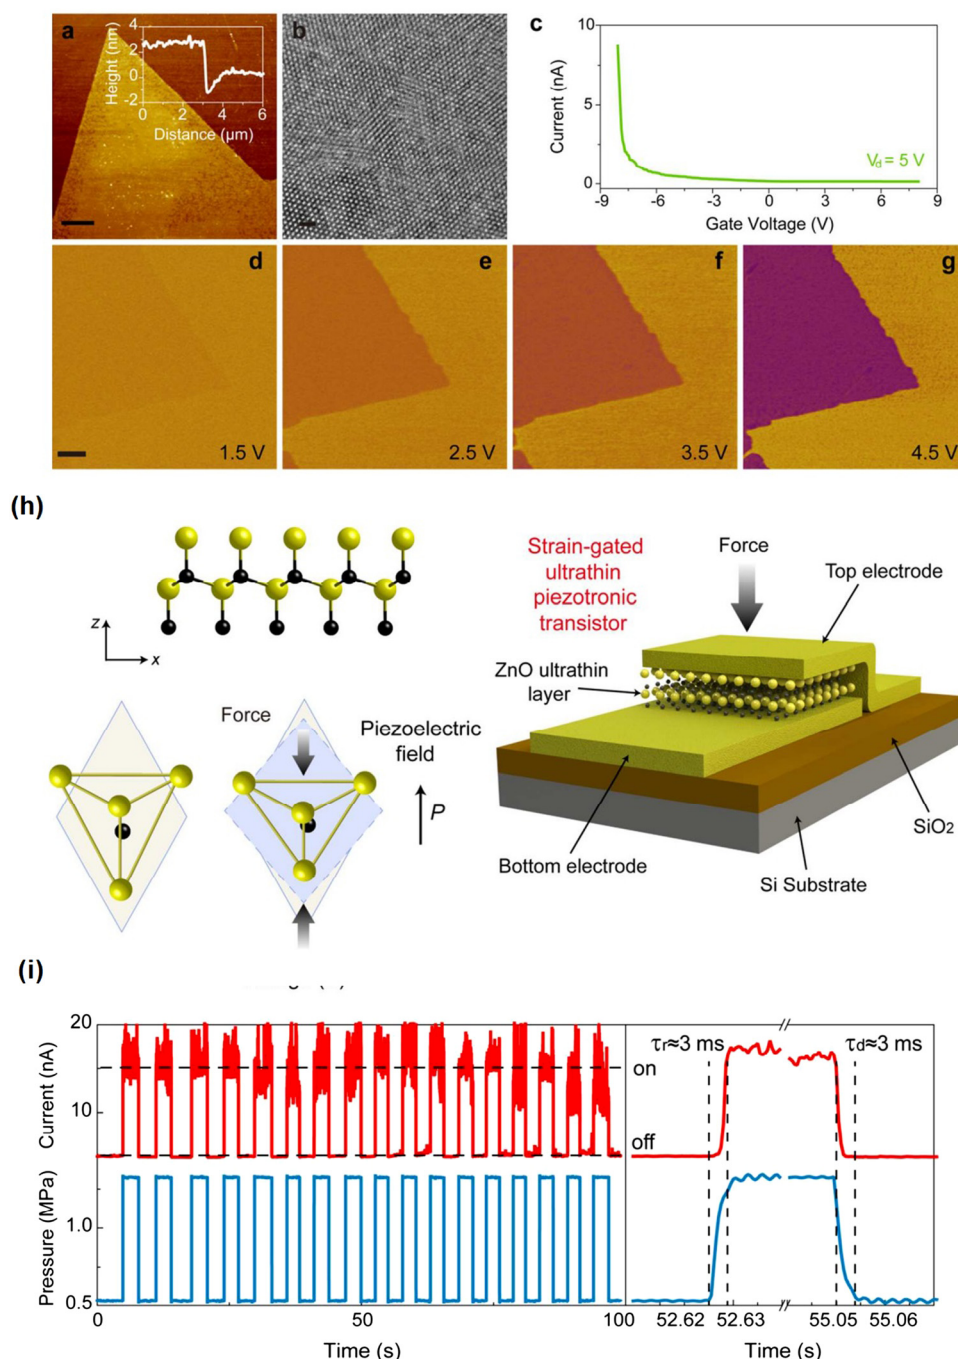 a
Height (nm)
4
2
0
-2
0
2
4
6
Distance (μm)
b
c
Current (nA)
10
5
0
V_d = 5 V
-9
-6
-3
0
3
6
9
Gate Voltage (V)
d
1.5 V
e
2.5 V
f
3.5 V
g
4.5 V
(h)
z
x
Force
Piezoelectric
field
P
Strain-gated
ultrathin
piezotronic
transistor
Force
Top electrode
ZnO ultrathin
layer
Bottom electrode
SiO₂
Si Substrate
(i)
Current (nA)
20
10
Pressure (MPa)
1.0
0.5
0
50
100
Time (s)
τr≈3 ms
τd≈3 ms
on
off
52.62
52.63
55.05
55.06
Time (s)